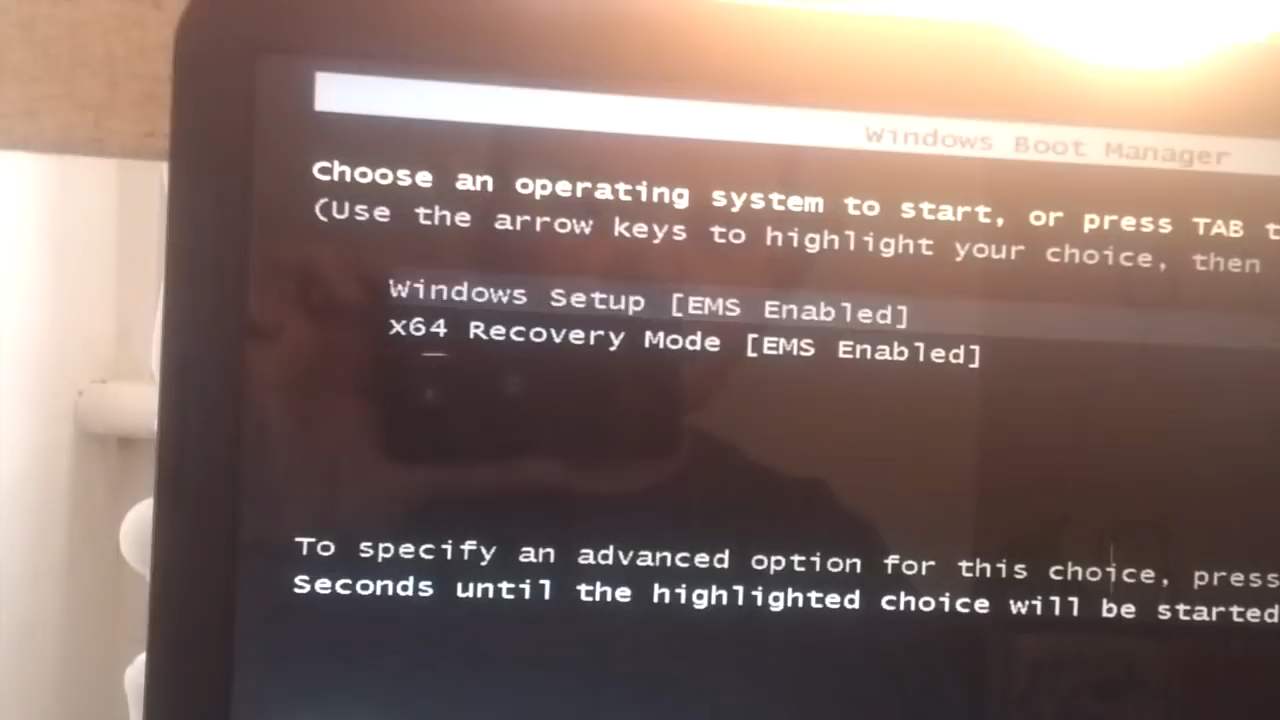 Windows Boot Manager
Choose an operating system to start, or press TAB t
(Use the arrow keys to highlight your choice, then
Windows Setup [EMS Enabled]
x64 Recovery Mode [EMS Enabled]
To specify an advanced option for this choice, press
Seconds until the highlighted choice will be started